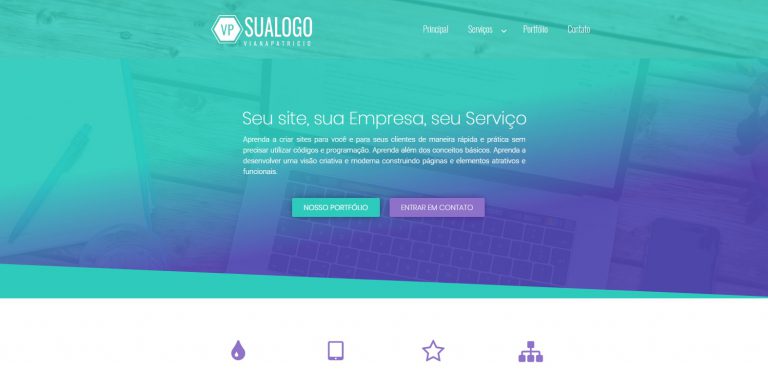 VP SUALOGO
VIANAPATRICIO
Principal Serviços Portfólio Contato
Seu site, sua Empresa, seu Serviço
Aprenda a criar sites para você e para seus clientes de maneira rápida e prática sem
precisar utilizar códigos e programação. Aprenda além dos conceitos básicos. Aprenda a
desenvolver uma visão criativa e moderna construindo páginas e elementos atrativos e
funcionais.
NOSSO PORTFÓLIO ENTRAR EM CONTATO